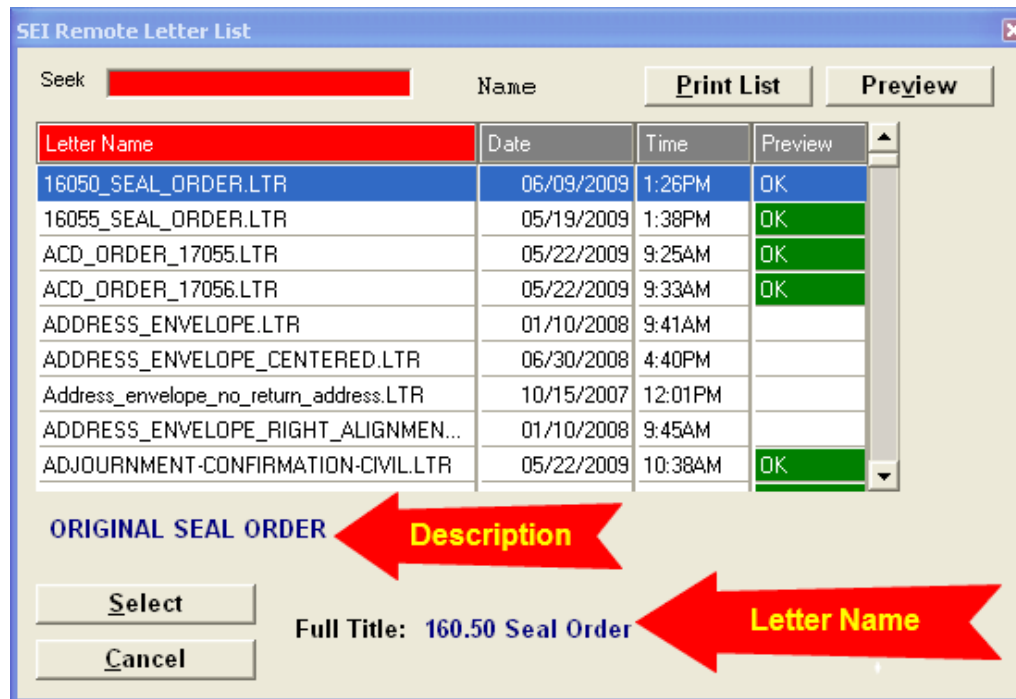 SEI Remote Letter List
Seek Name Print List Preview
Letter Name Date Time Preview
16050_SEAL_ORDER.LTR 06/09/2009 1:26PM OK
16055_SEAL_ORDER.LTR 05/19/2009 1:38PM OK
ACD_ORDER_17055.LTR 05/22/2009 9:25AM OK
ACD_ORDER_17056.LTR 05/22/2009 9:33AM OK
ADDRESS_ENVELOPE.LTR 01/10/2008 9:41AM
ADDRESS_ENVELOPE_CENTERED.LTR 06/30/2008 4:40PM
Address_envelope_no_return_address.LTR 10/15/2007 12:01PM
ADDRESS_ENVELOPE_RIGHT_ALIGNMEN... 01/10/2008 9:45AM
ADJOURNMENT-CONFIRMATION-CIVIL.LTR 05/22/2009 10:38AM OK
ORIGINAL SEAL ORDER Description
Select
Full Title: 160.50 Seal Order Letter Name
Cancel